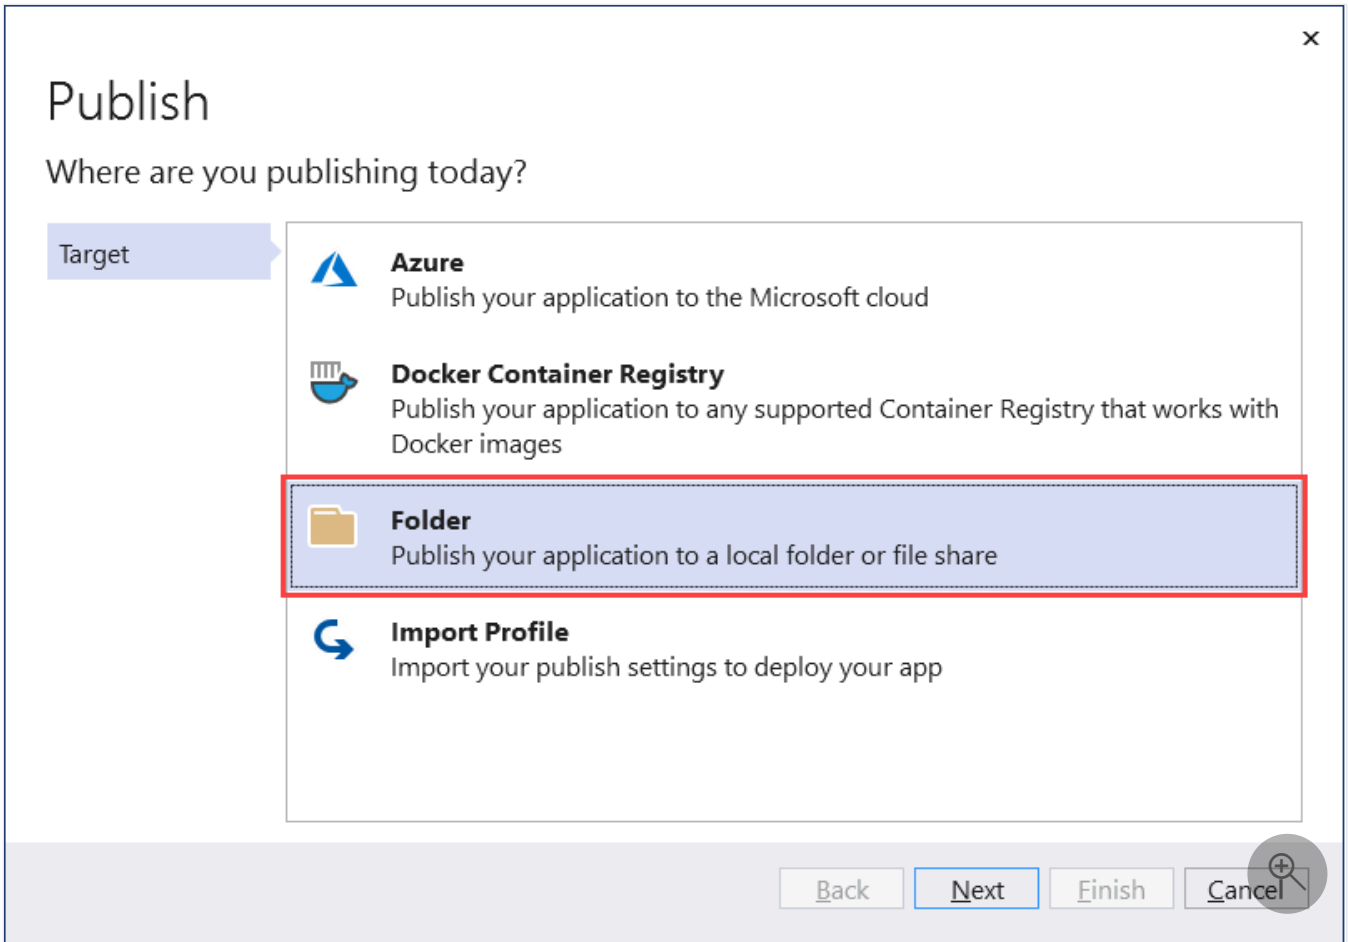 Publish
Where are you publishing today?
Target
Azure
Publish your application to the Microsoft cloud
Docker Container Registry
Publish your application to any supported Container Registry that works with
Docker images
Folder
Publish your application to a local folder or file share
Import Profile
Import your publish settings to deploy your app
Back
Next
Finish
Cancel